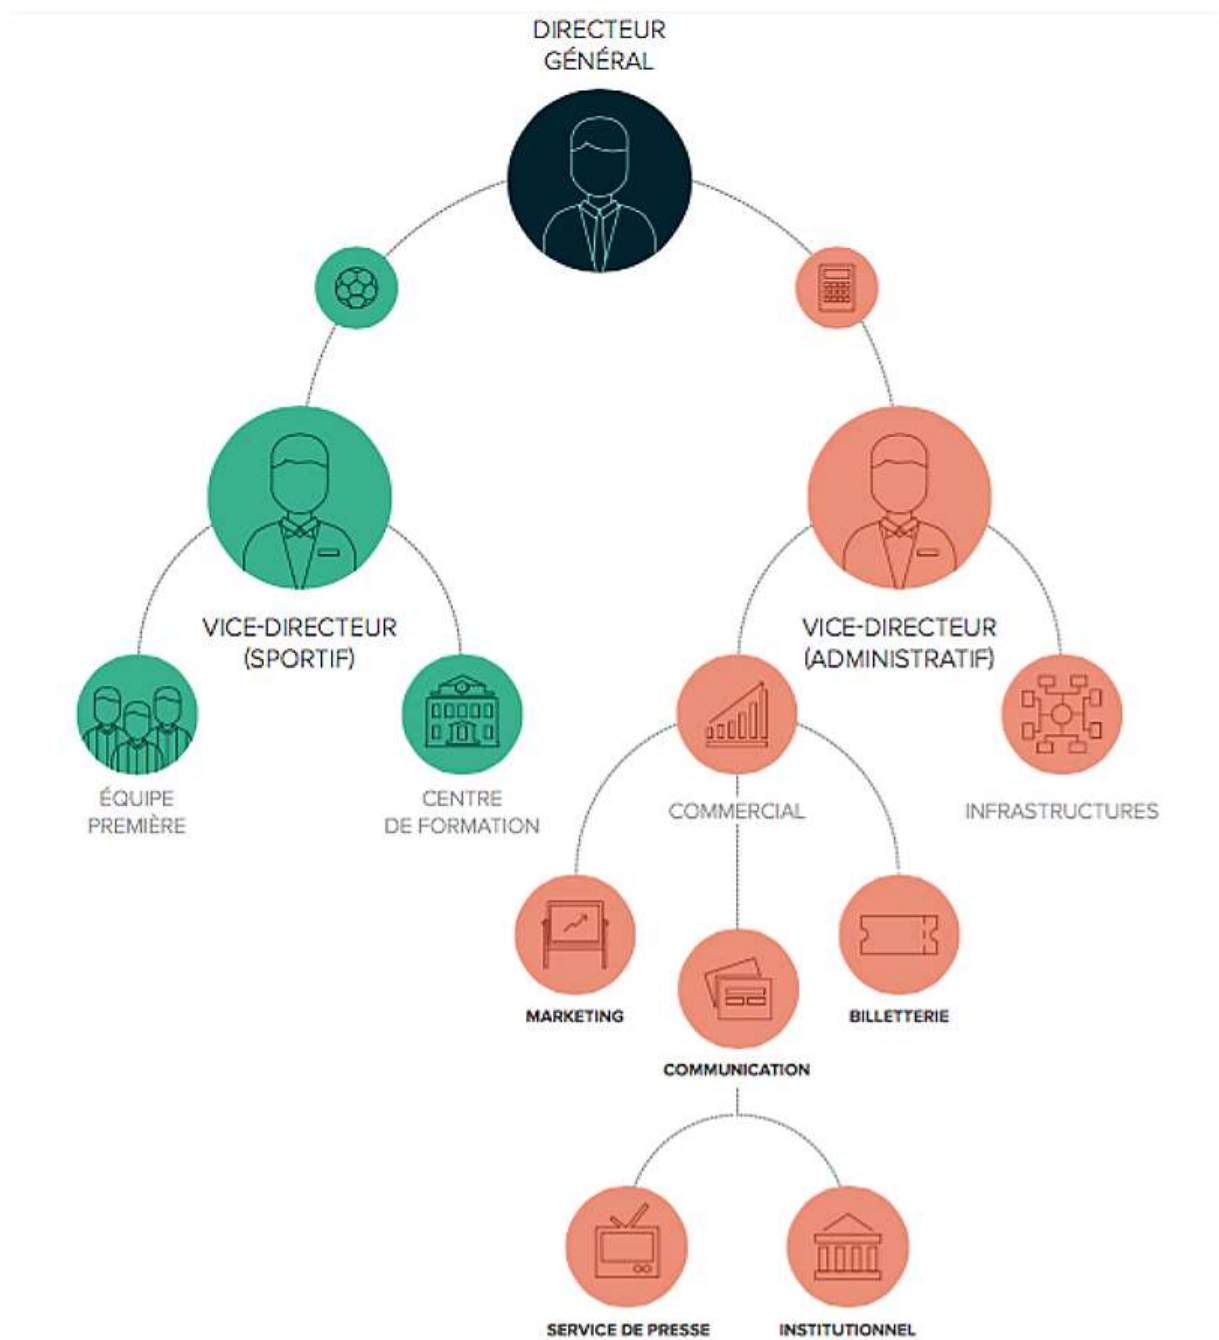 DIRECTEUR
GÉNÉRAL
VICE-DIRECTEUR
(SPORTIF)
VICE-DIRECTEUR
(ADMINISTRATIF)
ÉQUIPE
PREMIÈRE
CENTRE
DE FORMATION
COMMERCIAL
INFRASTRUCTURES
MARKETING
BILLETTERIE
COMMUNICATION
SERVICE DE PRESSE
INSTITUTIONNEL